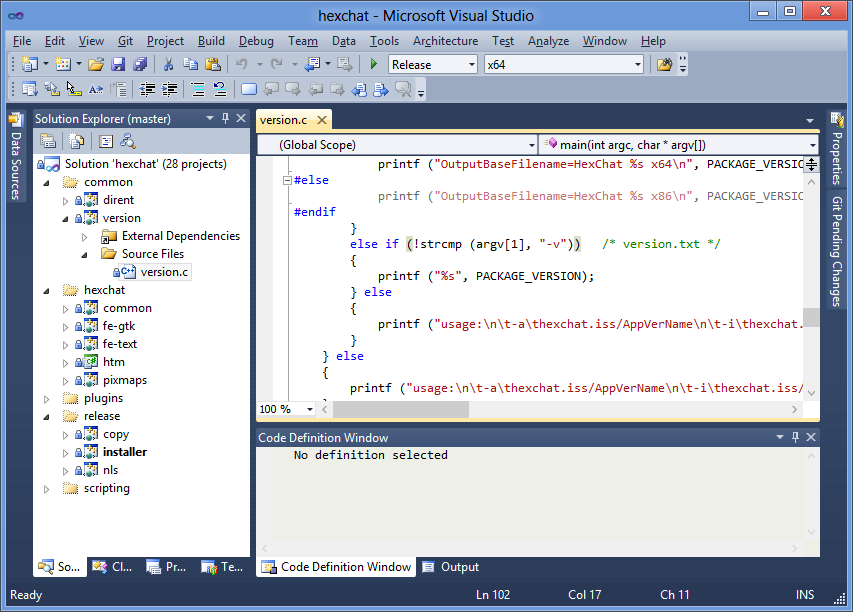 hexchat - Microsoft Visual Studio
File Edit View Git Project Build Debug Team Data Tools Architecture Test Analyze Window Help
Release x64
Data Sources
Solution Explorer (master)
Solution 'hexchat' (28 projects)
common
dirent
version
External Dependencies
Source Files
version.c
hexchat
common
fe-gtk
fe-text
htm
pixmaps
plugins
release
copy
installer
nls
scripting
So... Cl... Pr... Te...
version.c
(Global Scope) main(int argc, char * argv[])
printf ("OutputBaseFilename=HexChat %s x64\n", PACKAGE_VERSIO
#else
printf ("OutputBaseFilename=HexChat %s x86\n", PACKAGE_VERSIO
#endif
}
else if (!strcmp (argv[1], "-v")) /* version.txt */
{
printf ("%s", PACKAGE_VERSION);
} else
{
printf ("usage:\n\t-a\thexchat.iss/AppVerName\n\t-i\thexchat.
}
} else
{
printf ("usage:\n\t-a\thexchat.iss/AppVerName\n\t-i\thexchat.iss/
100 %
Code Definition Window
No definition selected
Code Definition Window Output
Properties
Git Pending Changes
Ready Ln 102 Col 17 Ch 11 INS